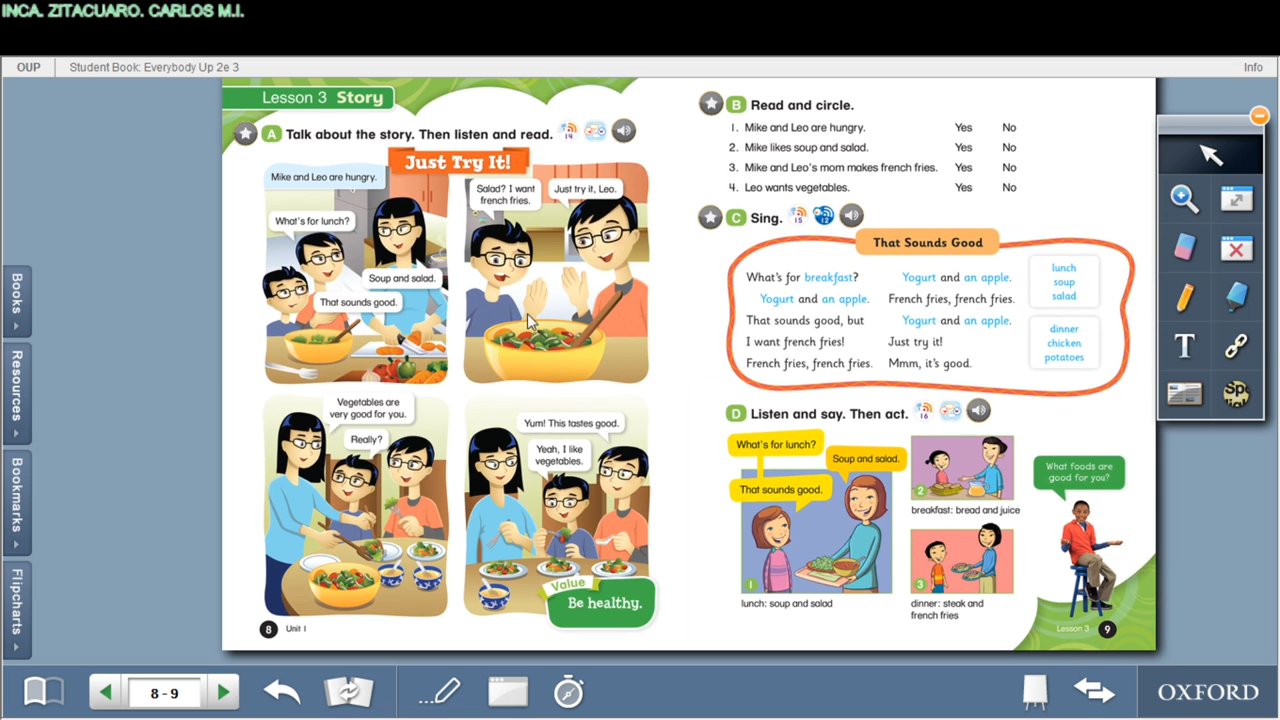 INCA. ZITACUARO. CARLOS M.I.
OUP
Student Book: Everybody Up 2e 3
Info
Lesson 3 Story
A Talk about the story. Then listen and read.
14
Just Try It!
Mike and Leo are hungry.
What's for lunch?
Soup and salad.
That sounds good.
Salad? I want
french fries.
Just try it, Leo.
Vegetables are
very good for you.
Really?
Yum! This tastes good.
Yeah, I like
vegetables.
Value
Be healthy.
8 Unit 1
B Read and circle.
1. Mike and Leo are hungry. Yes No
2. Mike likes soup and salad. Yes No
3. Mike and Leo's mom makes french fries. Yes No
4. Leo wants vegetables. Yes No
C Sing.
15
12
That Sounds Good
What's for breakfast?
Yogurt and an apple.
That sounds good, but
I want french fries!
French fries, french fries.
Yogurt and an apple.
French fries, french fries.
Yogurt and an apple.
Just try it!
Mmm, it's good.
lunch
soup
salad
dinner
chicken
potatoes
D Listen and say. Then act.
16
What's for lunch?
Soup and salad.
That sounds good.
1
lunch: soup and salad
2
breakfast: bread and juice
3
dinner: steak and
french fries
What foods are
good for you?
Lesson 3 9
Books
Resources
Bookmarks
Flipcharts
T
Sp
8 - 9
OXFORD